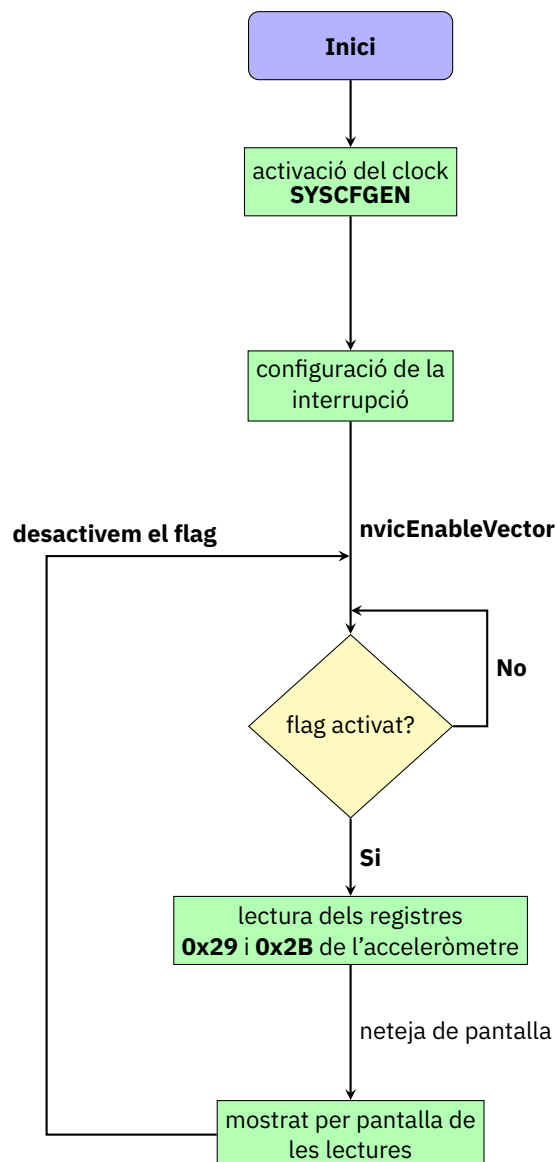 Inici
activació del clock
SYSCFGEN
configuració de la
interrupció
desactivem el flag
nvicEnableVector
No
flag activat?
Si
lectura dels registres
0x29 i 0x2B de l'acceleròmetre
neteja de pantalla
mostrat per pantalla de
les lectures